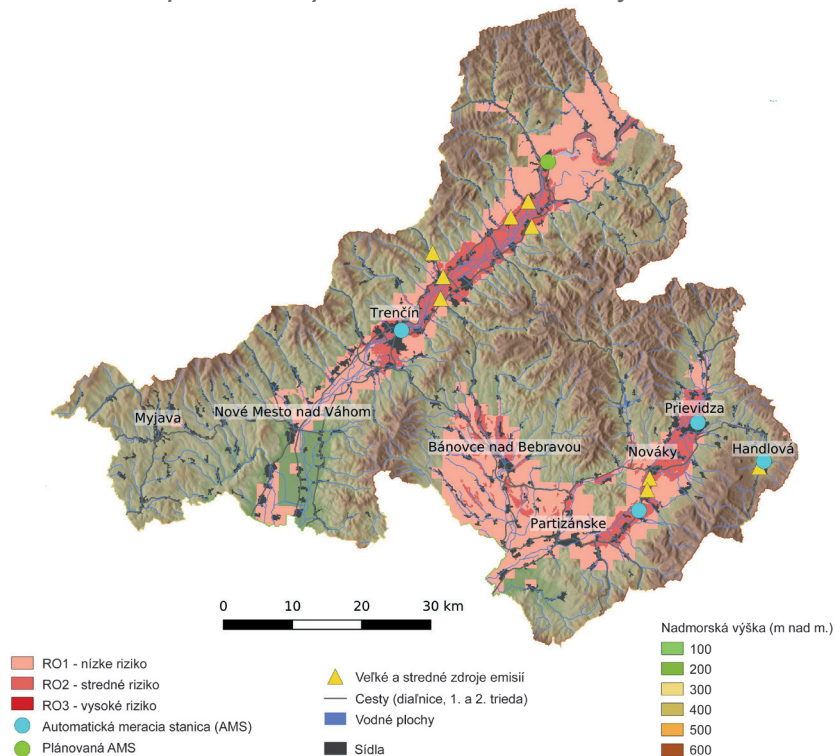 Trenčín
Myjava
Nové Mesto nad Váhom
Prievidza
Bánovce nad Bebravou
Nováky
Handlová
Partizánske
0 10 20 30 km
RO1 - nízke riziko
RO2 - stredné riziko
RO3 - vysoké riziko
Automatická meracia stanica (AMS)
Plánovaná AMS
Veľké a stredné zdroje emisií
Cesty (diaľnice, 1. a 2. trieda)
Vodné plochy
Sídla
Nadmorská výška (m nad m.)
100
200
300
400
500
600